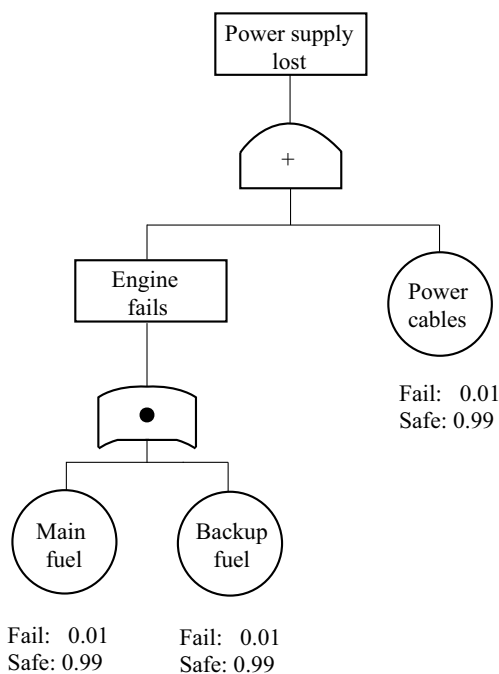 Power supply
lost
+
Engine
fails
Power
cables
Fail: 0.01
Safe: 0.99
Main
fuel
Backup
fuel
Fail: 0.01
Safe: 0.99
Fail: 0.01
Safe: 0.99